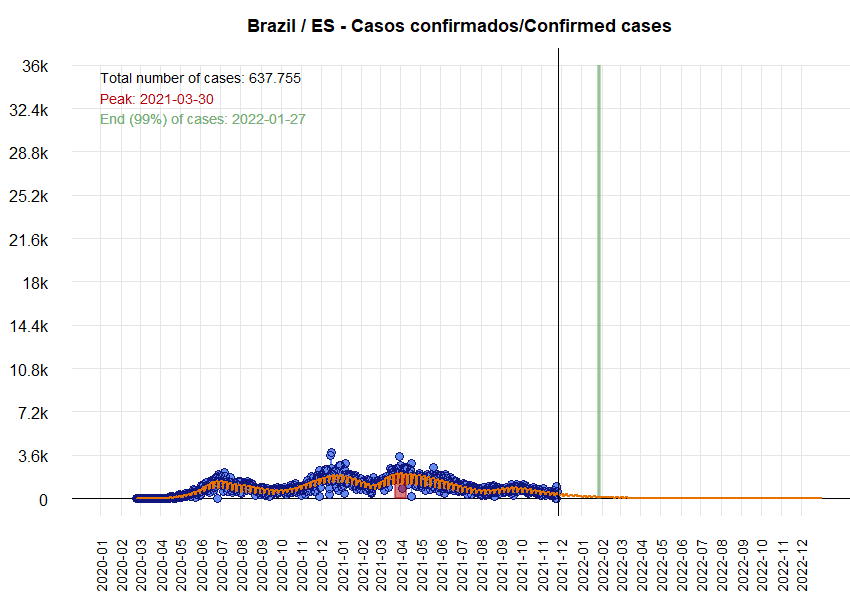 Brazil / ES - Casos confirmados/Confirmed cases
Total number of cases: 637.755
Peak: 2021-03-30
End (99%) of cases: 2022-01-27
36k
32.4k
28.8k
25.2k
21.6k
18k
14.4k
10.8k
7.2k
3.6k
0
2020-01
2020-02
2020-03
2020-04
2020-05
2020-06
2020-07
2020-08
2020-09
2020-10
2020-11
2020-12
2021-01
2021-02
2021-03
2021-04
2021-05
2021-06
2021-07
2021-08
2021-09
2021-10
2021-11
2021-12
2022-01
2022-02
2022-03
2022-04
2022-05
2022-06
2022-07
2022-08
2022-09
2022-10
2022-11
2022-12